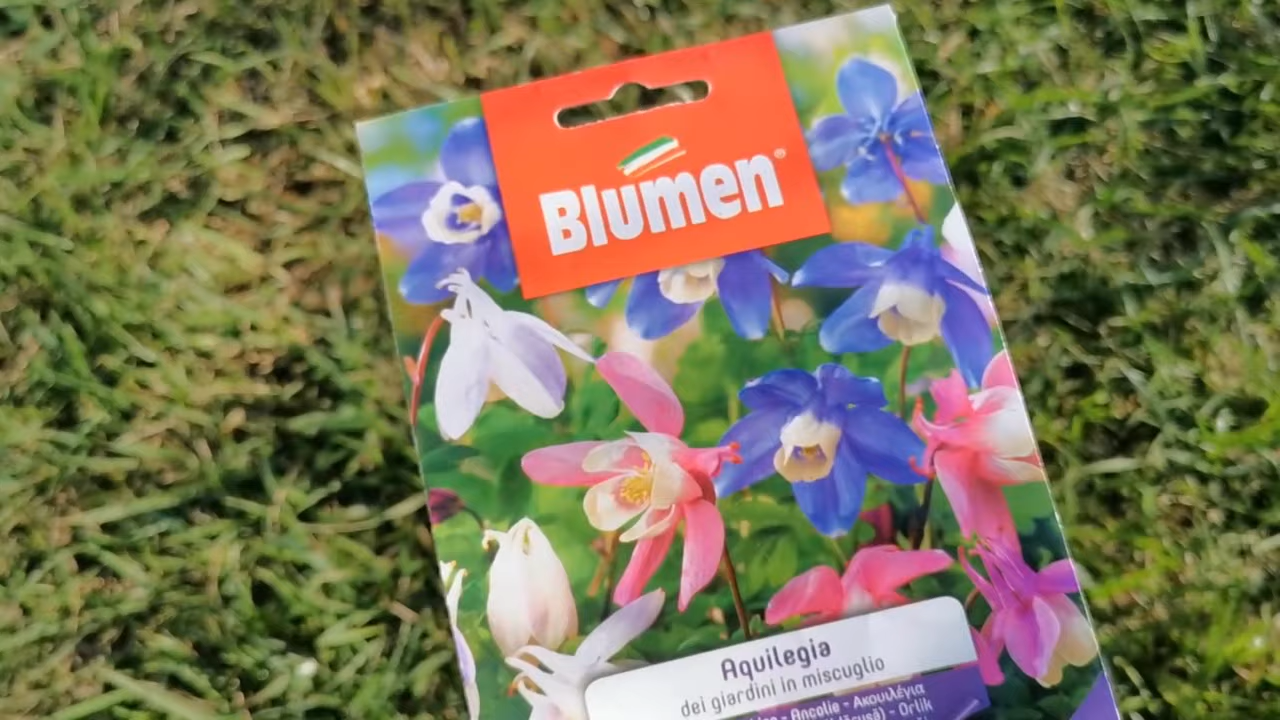 Blumen®
Aquilegia
dei giardini in miscuglio
- Ancolie - Ακουιλέγια
- Orlik